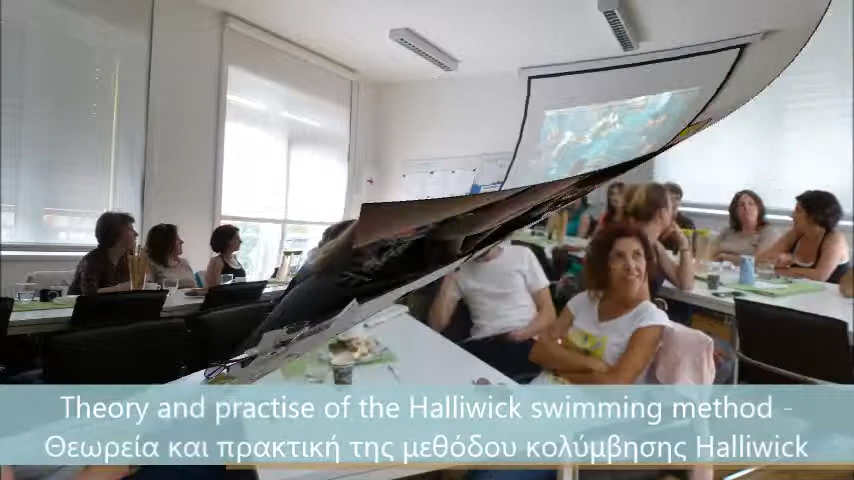 Theory and practise of the Halliwick swimming method -
Θεωρεία και πρακτική της μεθόδου κολύμβησης Halliwick